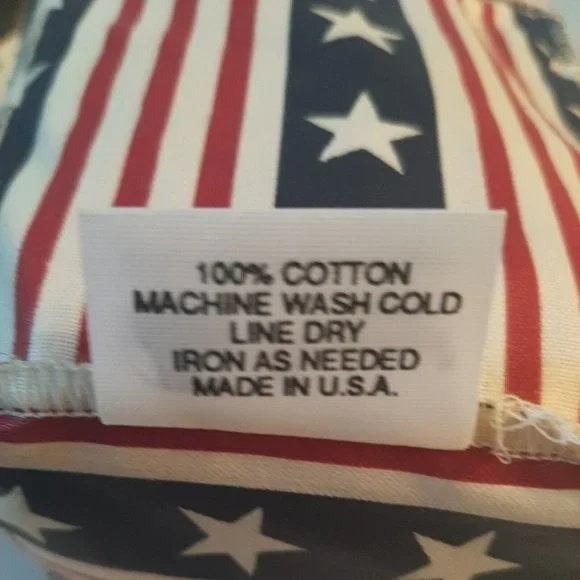 100% COTTON
MACHINE WASH COLD
LINE DRY
IRON AS NEEDED
MADE IN U.S.A.